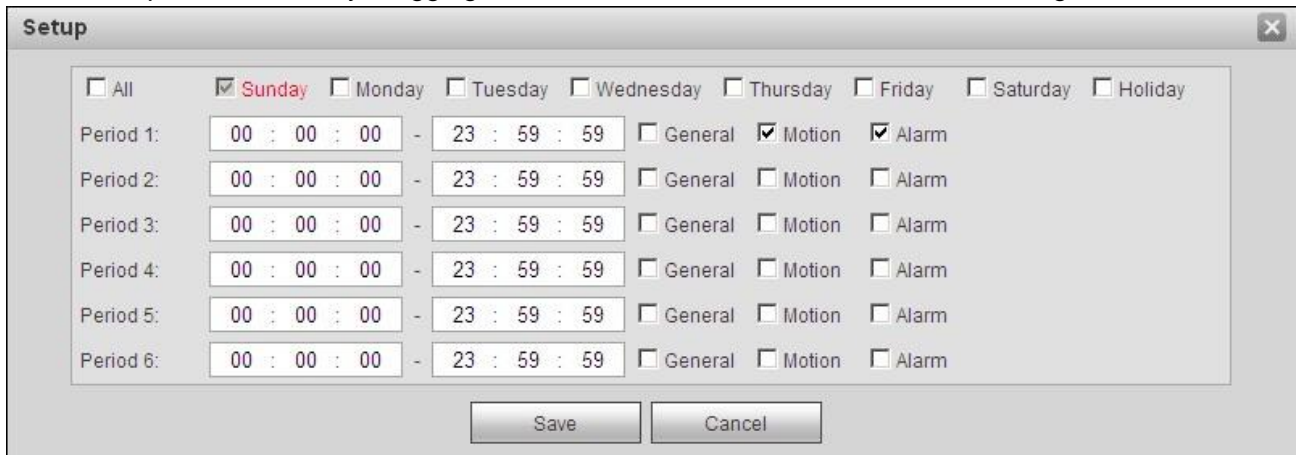 Setup
All Sunday Monday Tuesday Wednesday Thursday Friday Saturday Holiday
Period 1: 00 : 00 : 00 - 23 : 59 : 59 General Motion Alarm
Period 2: 00 : 00 : 00 - 23 : 59 : 59 General Motion Alarm
Period 3: 00 : 00 : 00 - 23 : 59 : 59 General Motion Alarm
Period 4: 00 : 00 : 00 - 23 : 59 : 59 General Motion Alarm
Period 5: 00 : 00 : 00 - 23 : 59 : 59 General Motion Alarm
Period 6: 00 : 00 : 00 - 23 : 59 : 59 General Motion Alarm
Save Cancel